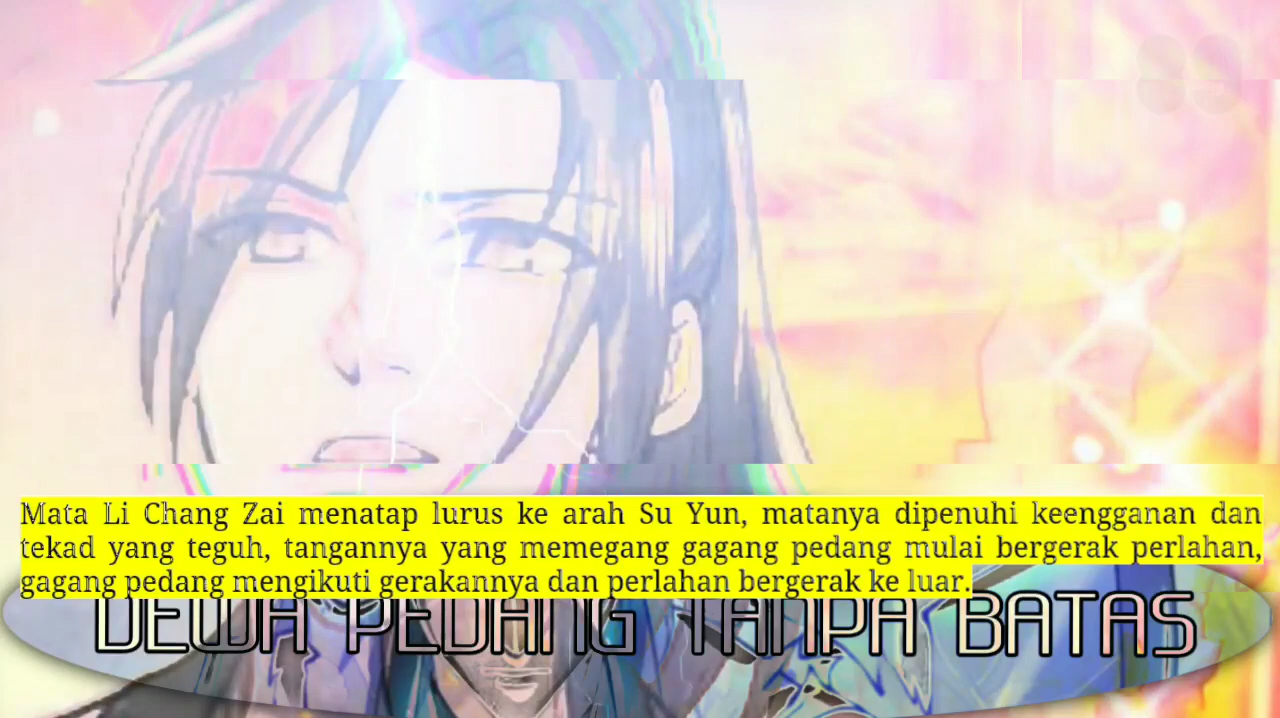 Mata Li Chang Zai menatap lurus ke arah Su Yun, matanya dipenuhi keengganan dan
tekad yang teguh, tangannya yang memegang gagang pedang mulai bergerak perlahan,
gagang pedang mengikuti gerakannya dan perlahan bergerak ke luar.
DEWA PEDANG TANPA BATAS